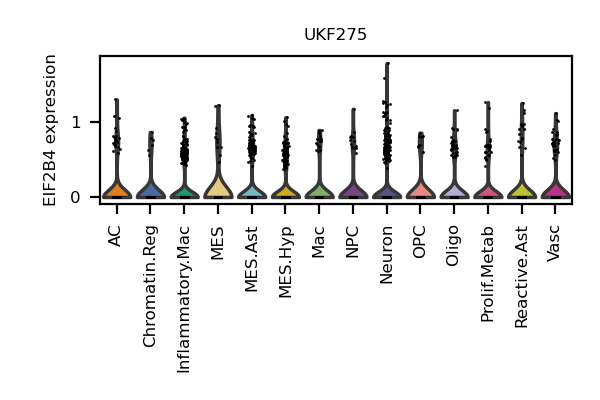 UKF275
EIF2B4 expression
1
0
AC
Chromatin.Reg
Inflammatory.Mac
MES
MES.Ast
MES.Hyp
Mac
NPC
Neuron
OPC
Oligo
Prolif.Metab
Reactive.Ast
Vasc